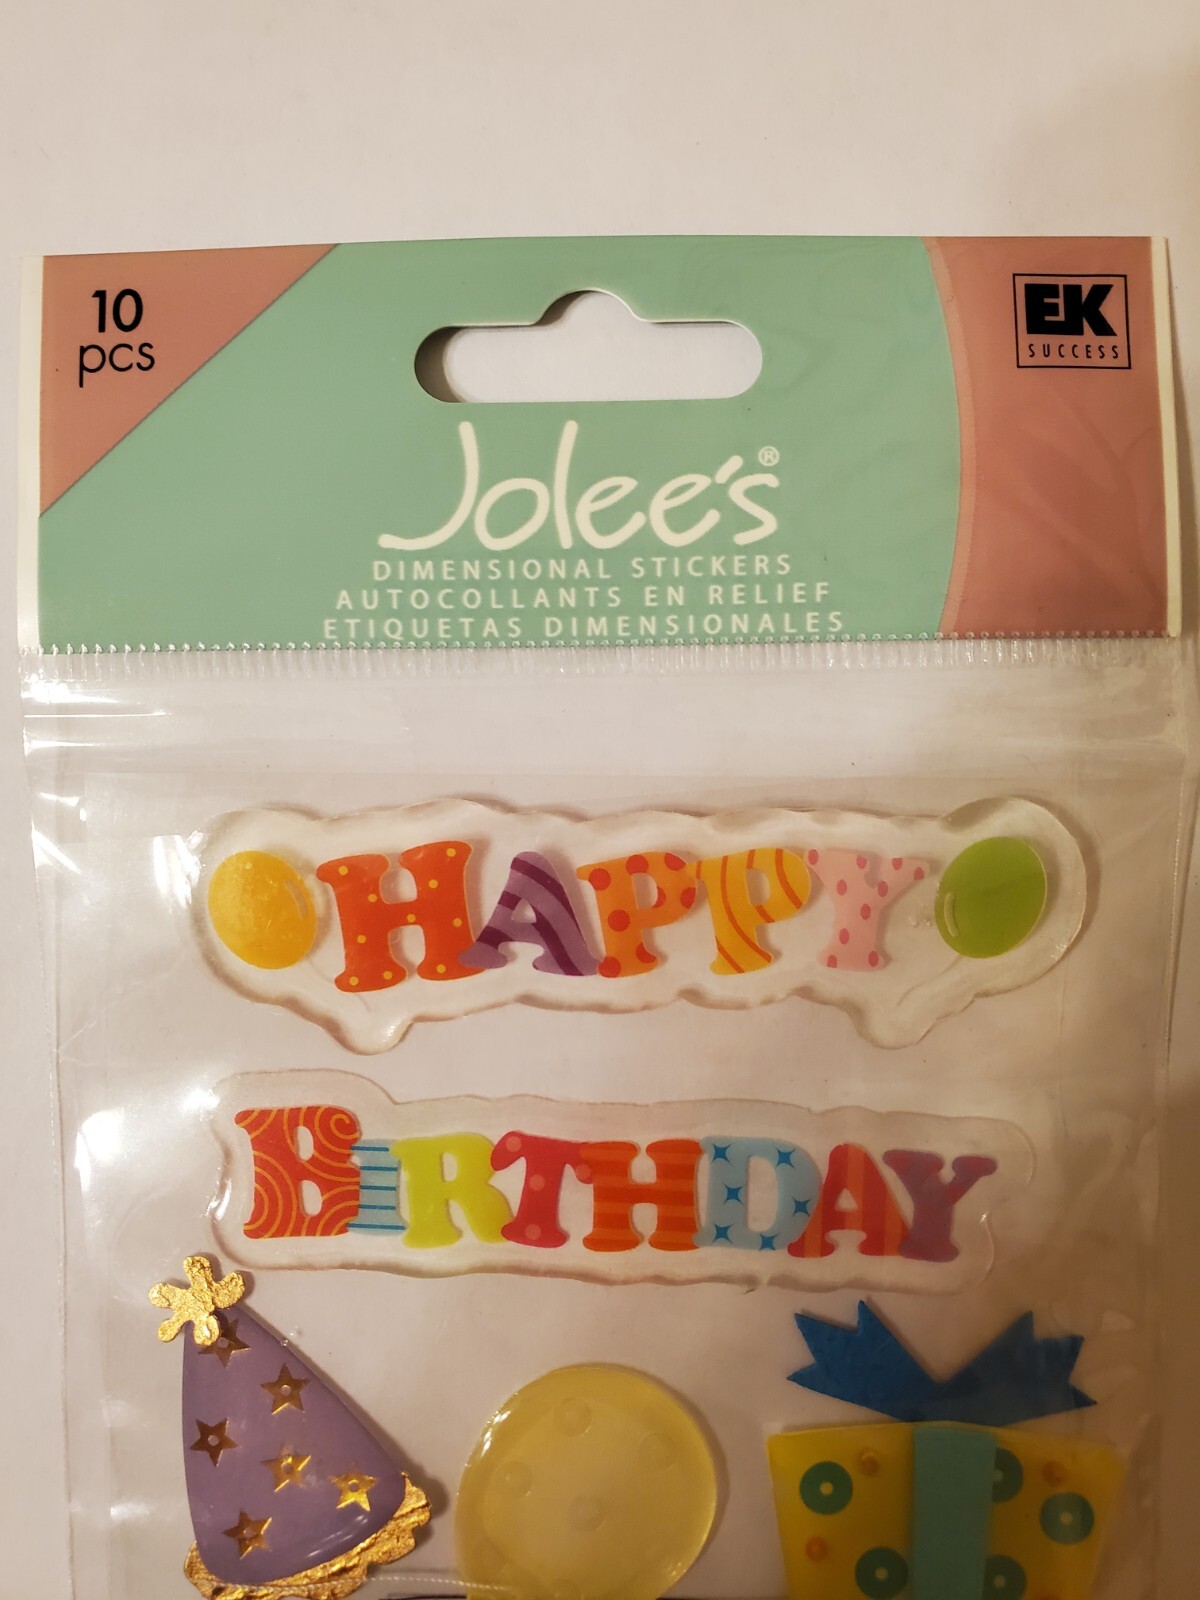 10
pcs
EK
SUCCESS
Jolee's®
DIMENSIONAL STICKERS
AUTOCOLLANTS EN RELIEF
ETIQUETAS DIMENSIONALES
HAPPY
BIRTHDAY